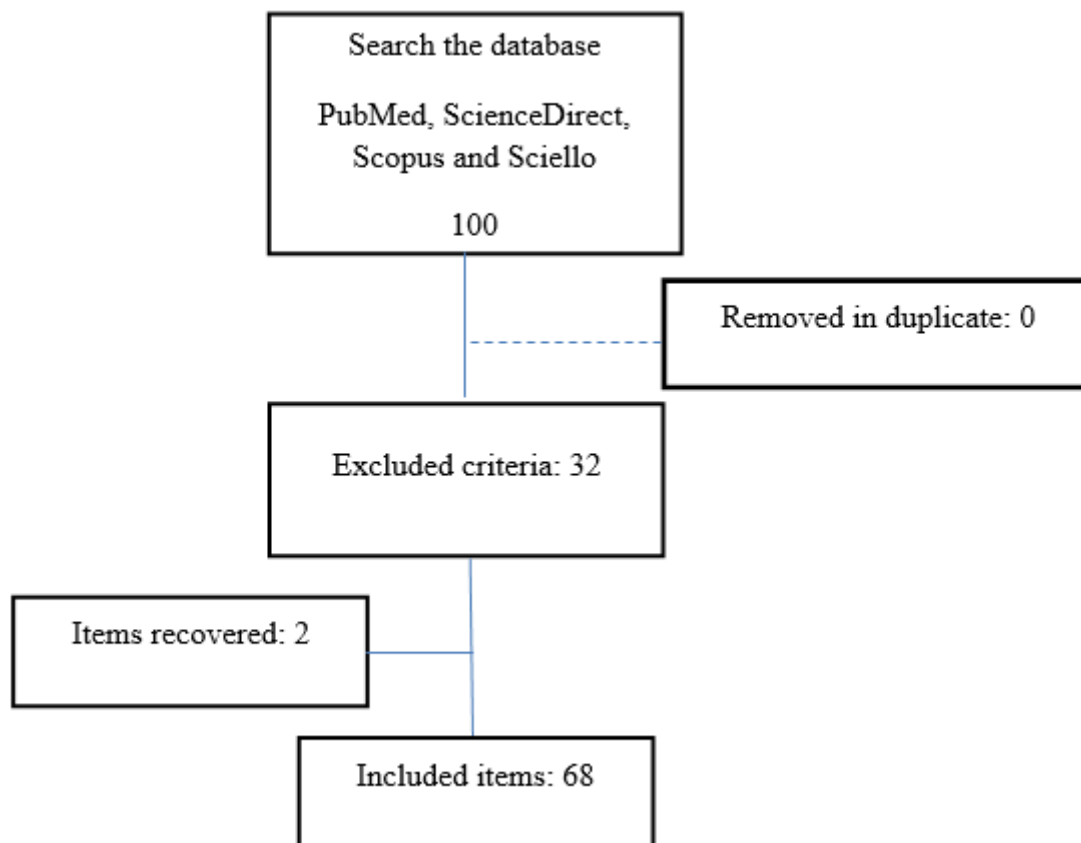 Search the database
PubMed, ScienceDirect,
Scopus and Sciello
100
Removed in duplicate: 0
Excluded criteria: 32
Items recovered: 2
Included items: 68